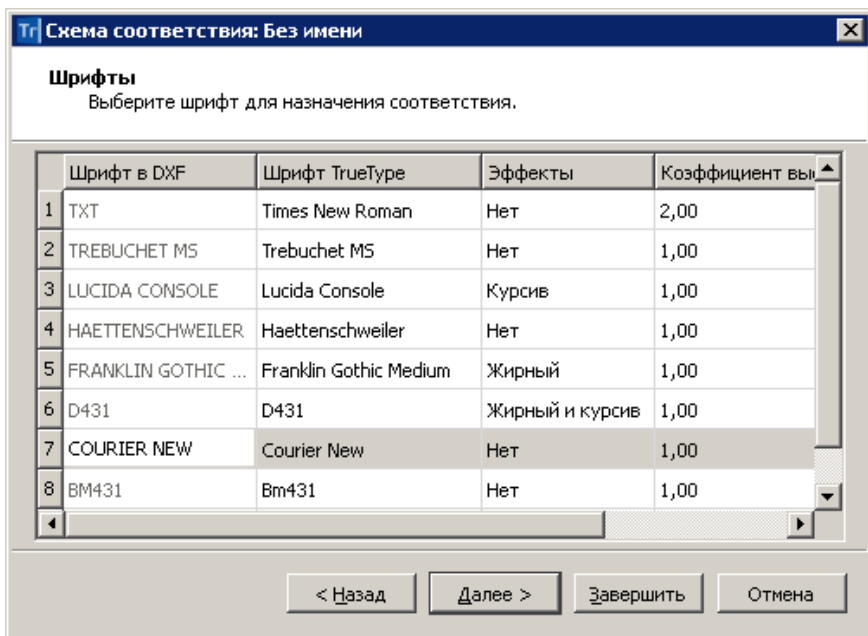 Tr Схема соответствия: Без имени
Шрифты
Выберите шрифт для назначения соответствия.
Шрифт в DXF Шрифт TrueType Эффекты Коэффициент
1 TXT Times New Roman Нет 2,00
2 TREBUCHET MS Trebuchet MS Нет 1,00
3 LUCIDA CONSOLE Lucida Console Курсив 1,00
4 HAETTENSCHWEILER Haettenschweiler Нет 1,00
5 FRANKLIN GOTHIC ... Franklin Gothic Medium Жирный 1,00
6 D431 D431 Жирный и курсив 1,00
7 COURIER NEW Courier New Нет 1,00
8 BM431 Bm431 Нет 1,00
< Назад Далее > Завершить Отмена